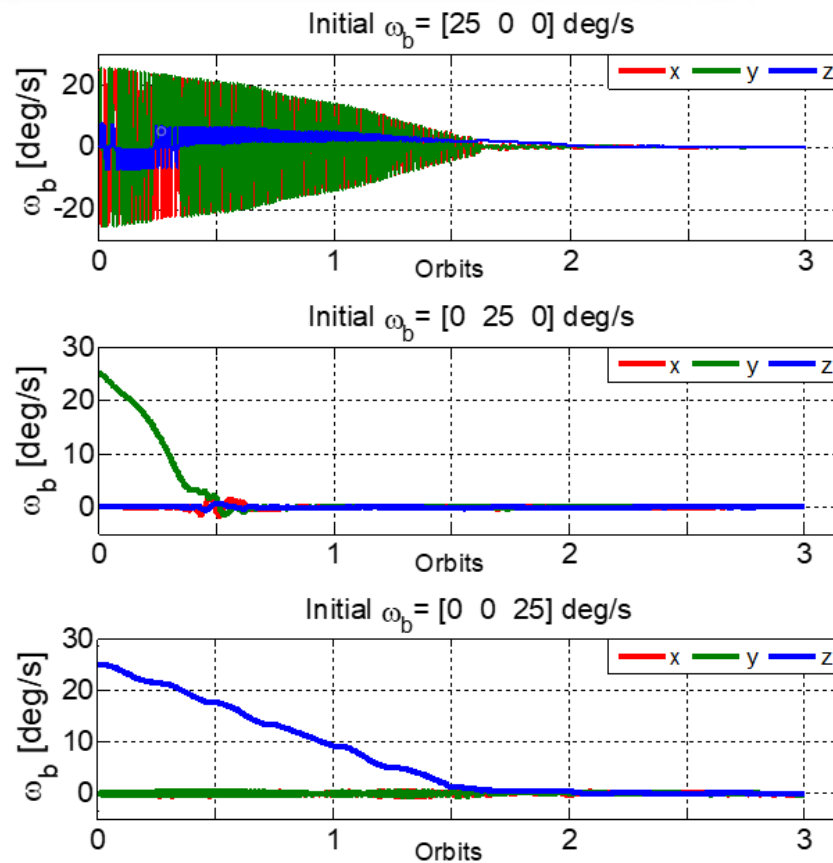 Initial ω_b = [25 0 0] deg/s
ω_b [deg/s]
20
0
-20
x y z
0 1 2 3
Orbits
Initial ω_b = [0 25 0] deg/s
ω_b [deg/s]
30
20
10
0
x y z
0 1 2 3
Orbits
Initial ω_b = [0 0 25] deg/s
ω_b [deg/s]
30
20
10
0
x y z
0 1 2 3
Orbits